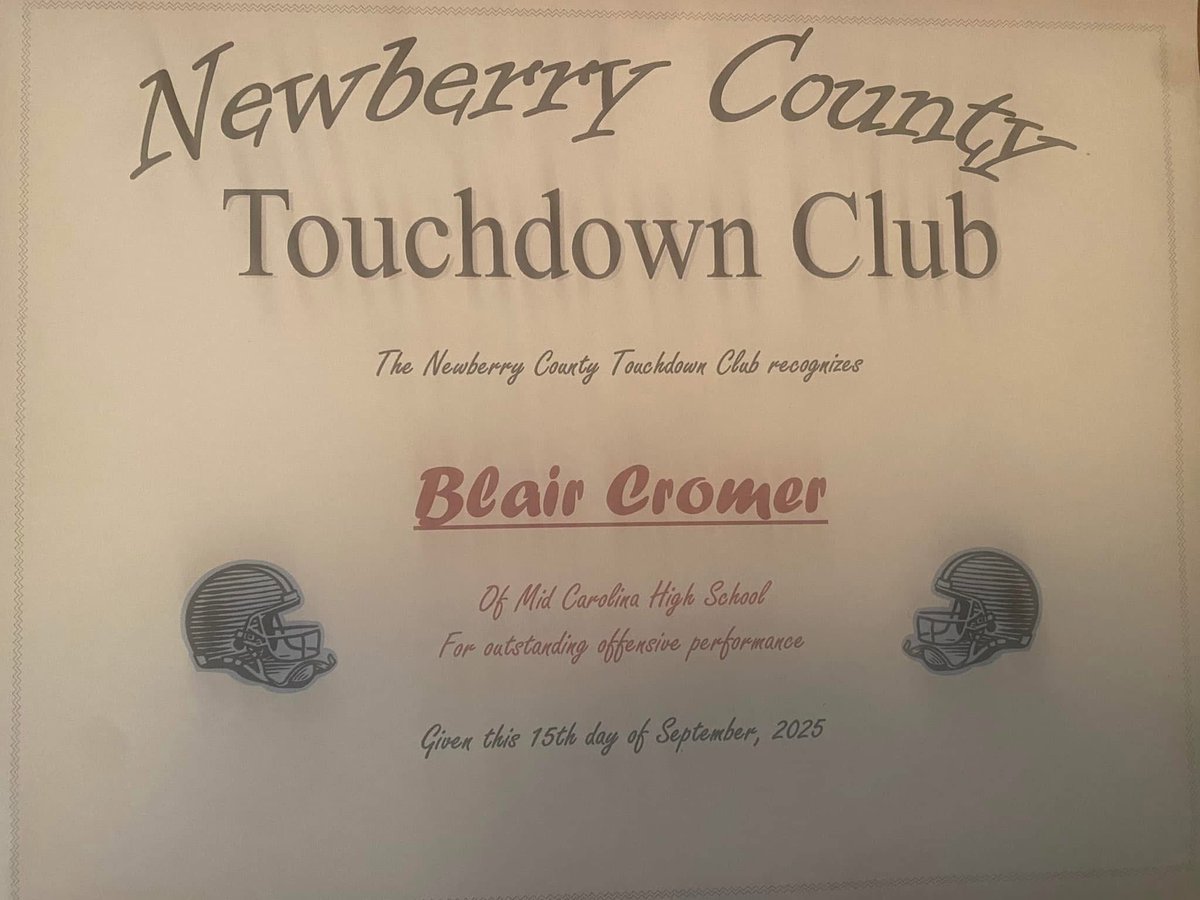 Newberry County
Touchdown Club
The Newberry County Touchdown Club recognizes
Blair Cromer
Of Mid Carolina High School
For outstanding offensive performance
Given this 15th day of September, 2025